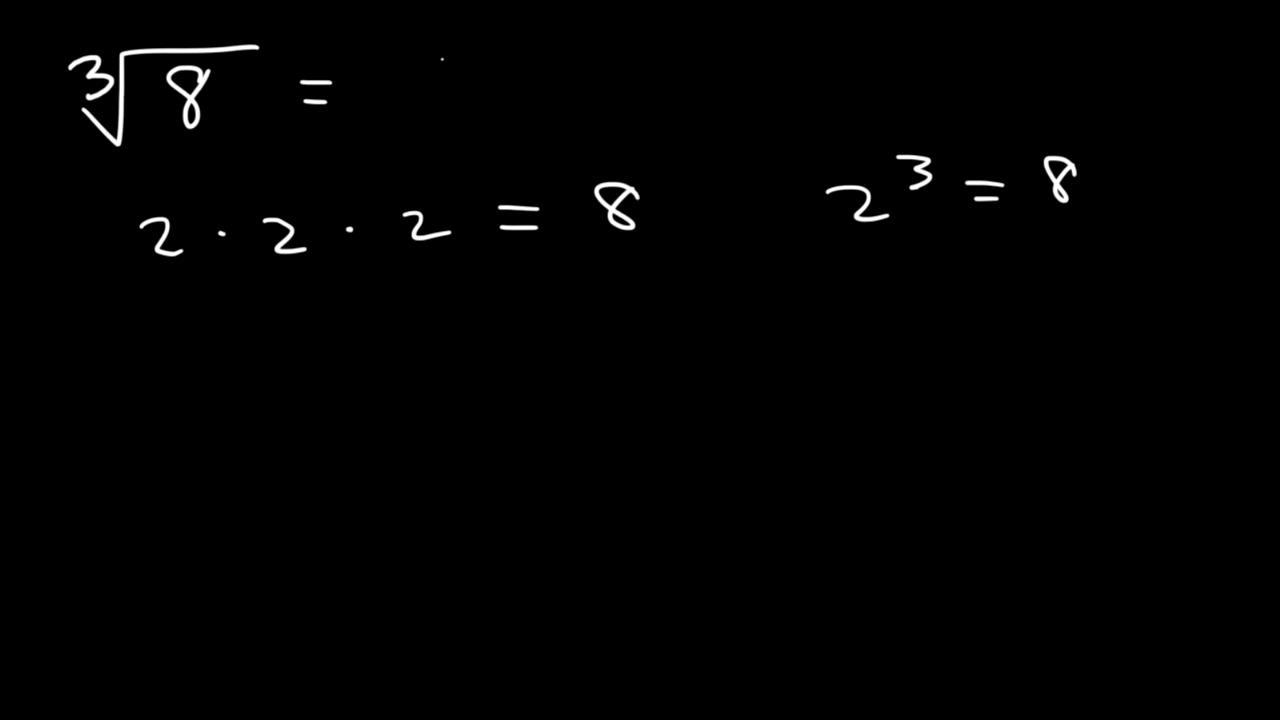 ∛8 =
2 · 2 · 2 = 8
2³ = 8